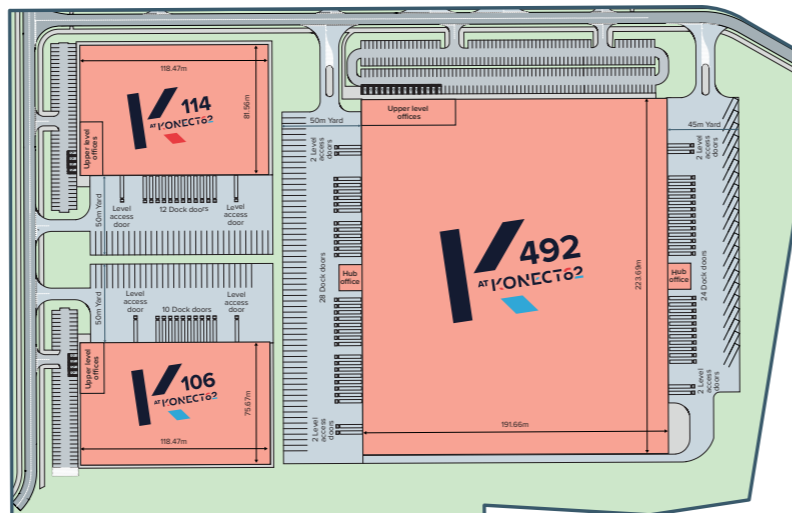 118.47m
114
AT KONECT62
81.56m
Upper level
offices
50m Yard
Level
access
door
12 Dock doors
Level
access
door
50m Yard
Level
access
door
10 Dock doors
Level
access
door
Upper level
offices
106
AT KONECT62
75.67m
118.47m
50m Yard
Upper level
offices
45m Yard
2 Level
access
doors
2 Level
access
doors
K 492
AT KONECT62
223.69m
28 Dock doors
Hub
office
Hub
office
24 Dock doors
2 Level
access
doors
2 Level
access
doors
191.66m